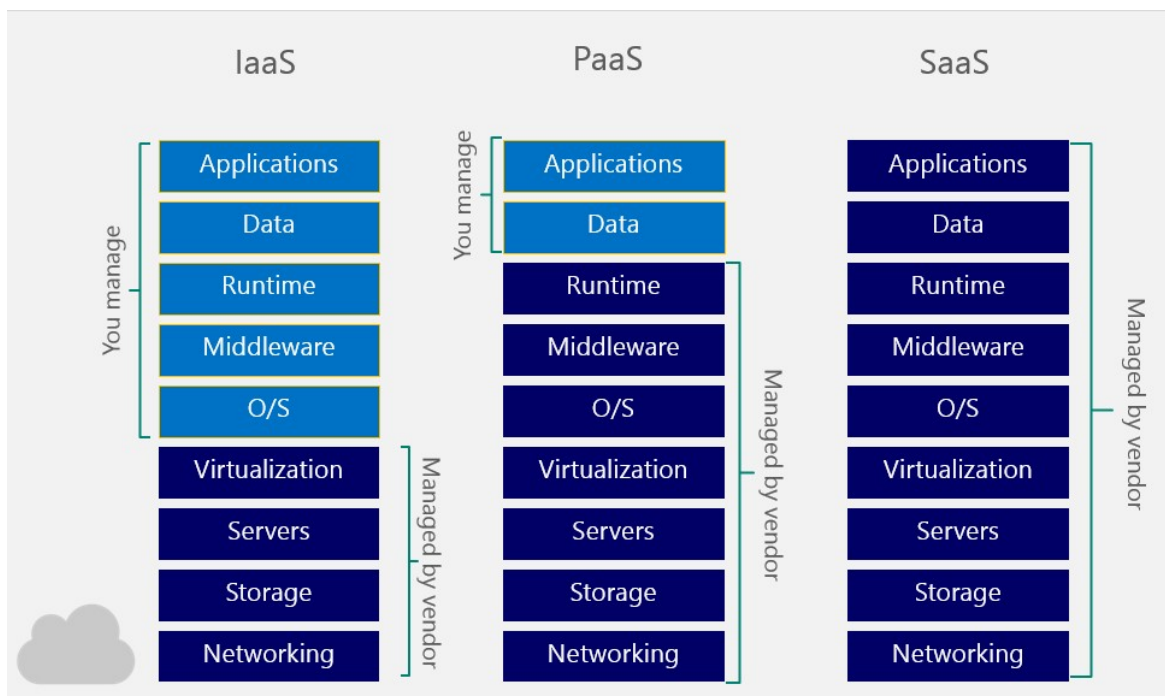 IaaS
PaaS
SaaS
You manage
Applications
Data
Runtime
Middleware
O/S
Virtualization
Servers
Storage
Networking
Managed by vendor
You manage
Applications
Data
Runtime
Middleware
O/S
Virtualization
Servers
Storage
Networking
Managed by vendor
Applications
Data
Runtime
Middleware
O/S
Virtualization
Servers
Storage
Networking
Managed by vendor